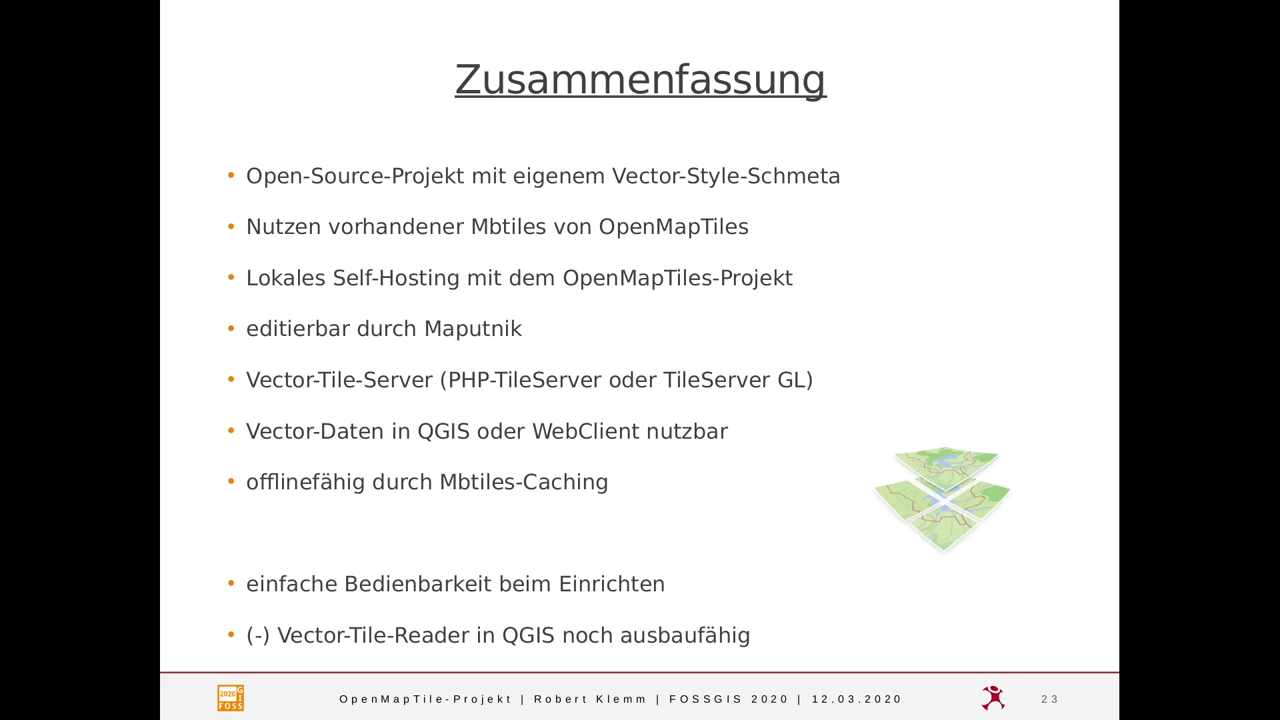 Zusammenfassung
• Open-Source-Projekt mit eigenem Vector-Style-Schmeta
• Nutzen vorhandener Mbtiles von OpenMapTiles
• Lokales Self-Hosting mit dem OpenMapTiles-Projekt
• editierbar durch Maputnik
• Vector-Tile-Server (PHP-TileServer oder TileServer GL)
• Vector-Daten in QGIS oder WebClient nutzbar
• offlinefähig durch Mbtiles-Caching
• einfache Bedienbarkeit beim Einrichten
• (-) Vector-Tile-Reader in QGIS noch ausbaufähig
2020 FOSSGIS
OpenMapTile-Projekt | Robert Klemm | FOSSGIS 2020 | 12.03.2020
23